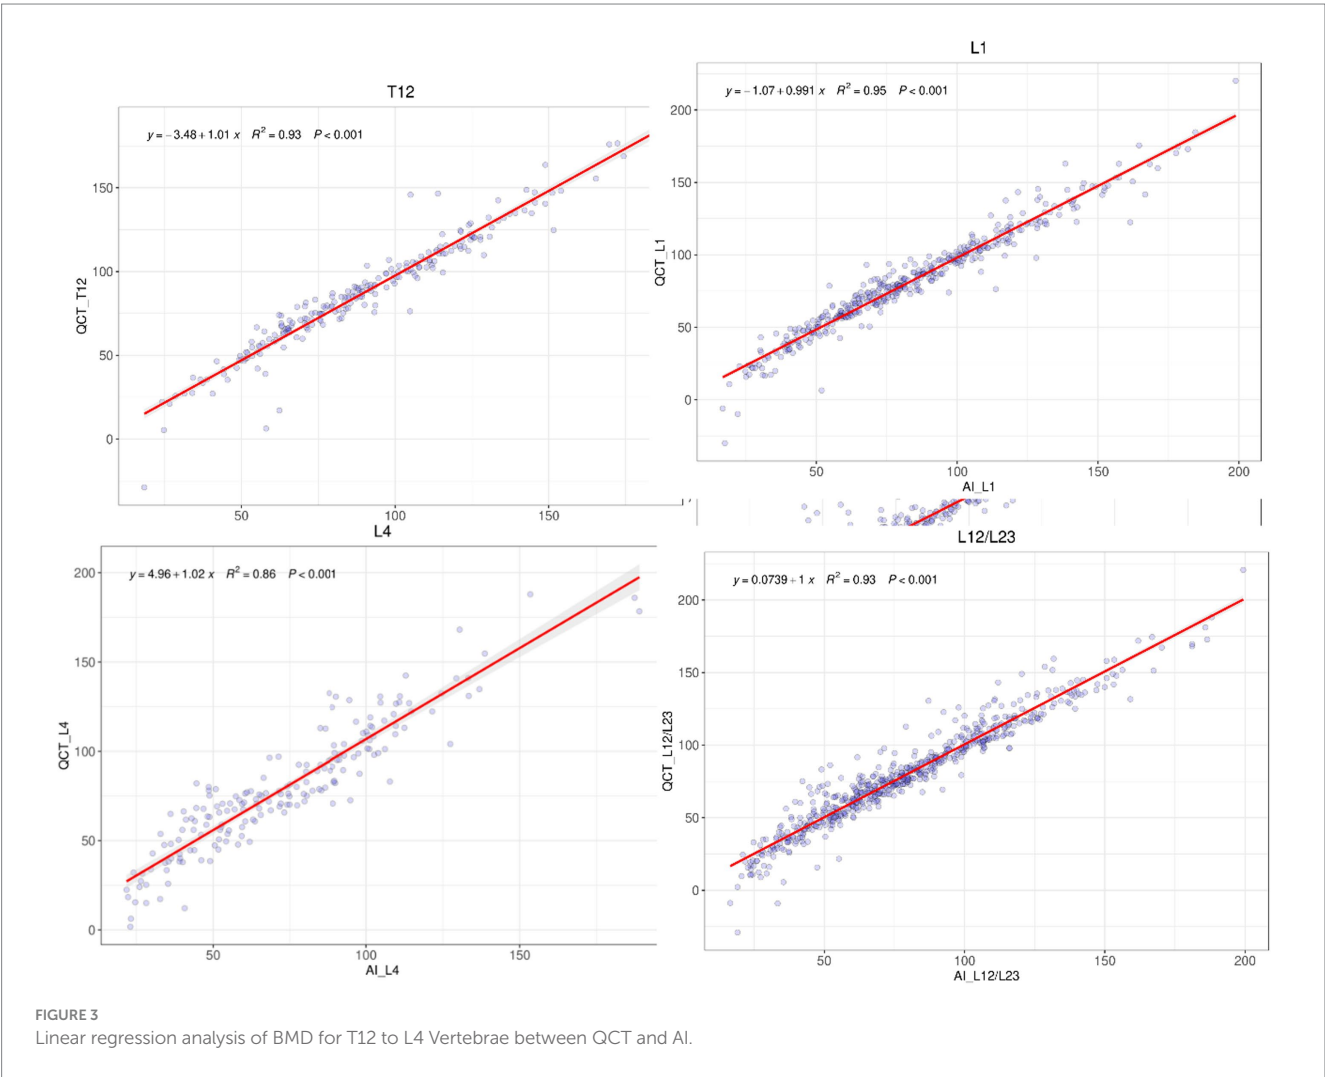 T12
y = −3.48 + 1.01 x   R² = 0.93   P < 0.001
150
100
50
0
QCT_T12
50 100 150
L1
y = −1.07 + 0.991 x   R² = 0.95   P < 0.001
200
150
100
50
0
QCT_L1
50 100 150 200
AI_L1
L4
y = 4.96 + 1.02 x   R² = 0.86   P < 0.001
200
150
100
50
0
QCT_L4
50 100 150
AI_L4
L12/L23
y = 0.0739 + 1 x   R² = 0.93   P < 0.001
200
150
100
50
0
QCT_L12/L23
50 100 150 200
AI_L12/L23
FIGURE 3
Linear regression analysis of BMD for T12 to L4 Vertebrae between QCT and AI.